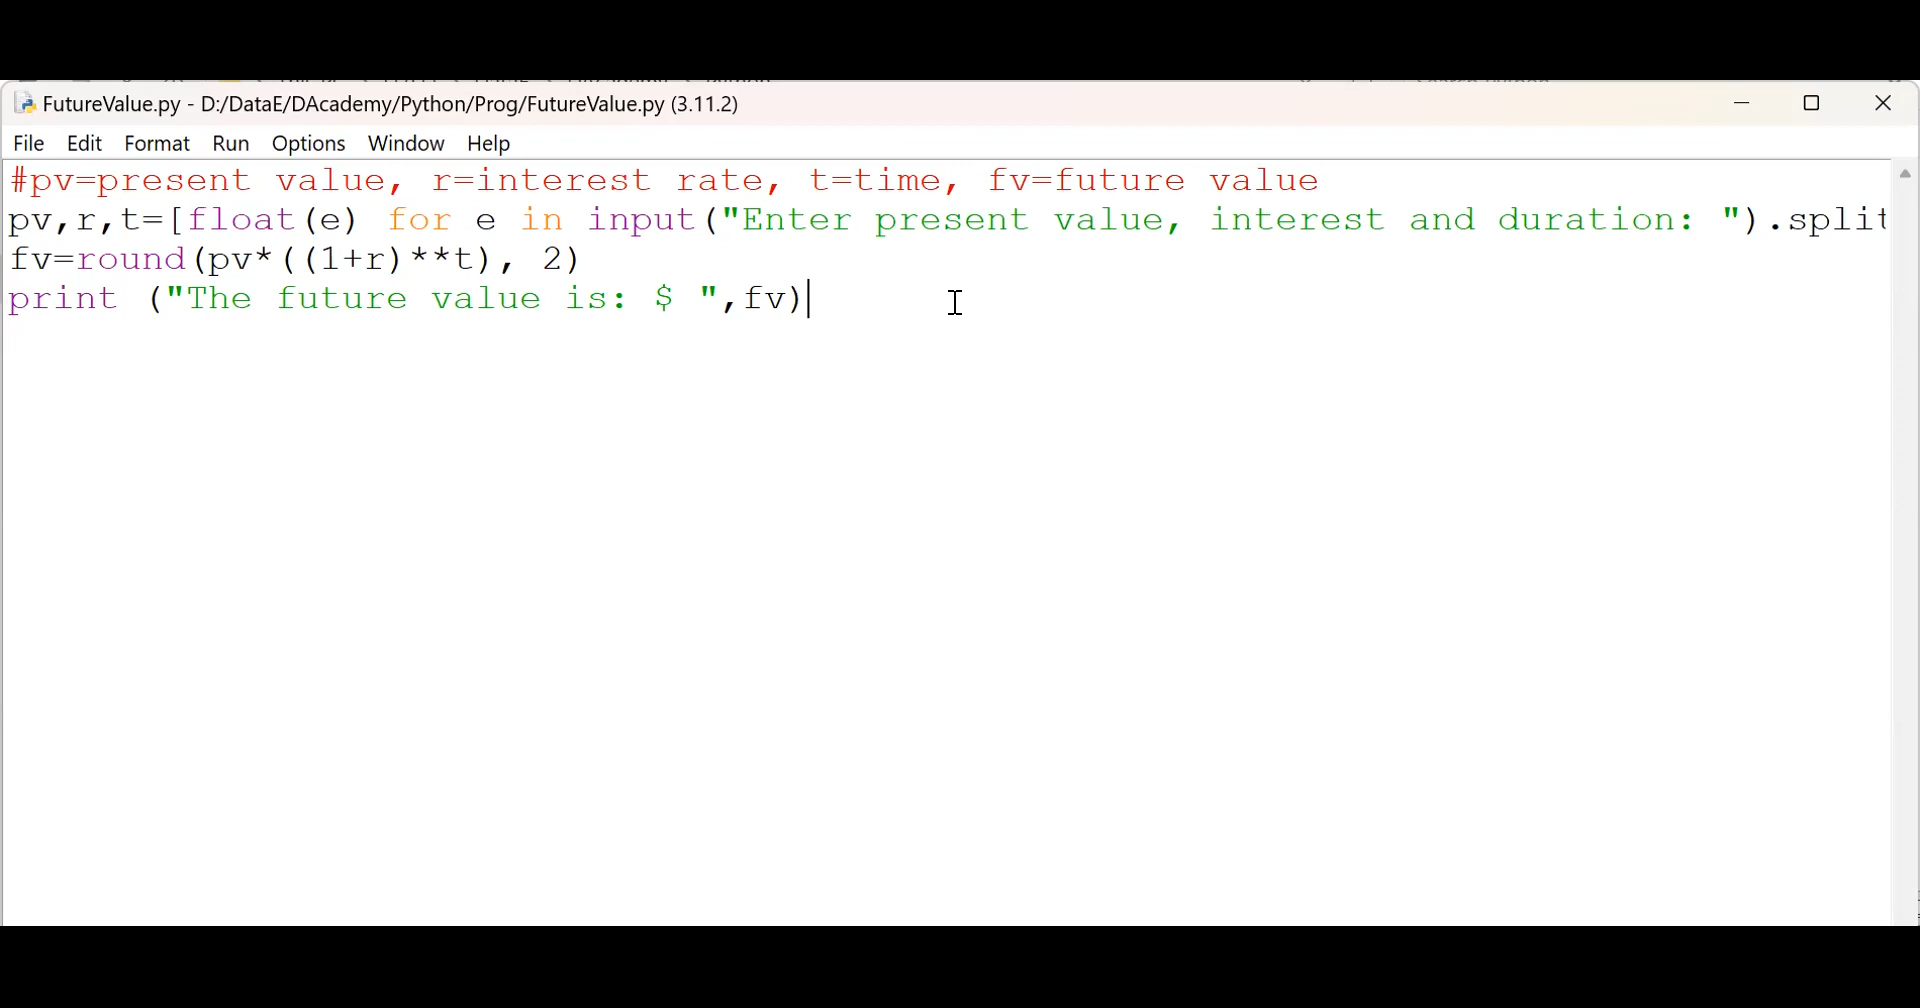 FutureValue.py - D:/DataE/DAcademy/Python/Prog/FutureValue.py (3.11.2)
File Edit Format Run Options Window Help
#pv=present value, r=interest rate, t=time, fv=future value
pv,r,t=[float(e) for e in input("Enter present value, interest and duration: ").split
fv=round(pv*((1+r)**t), 2)
print ("The future value is: $ ",fv)